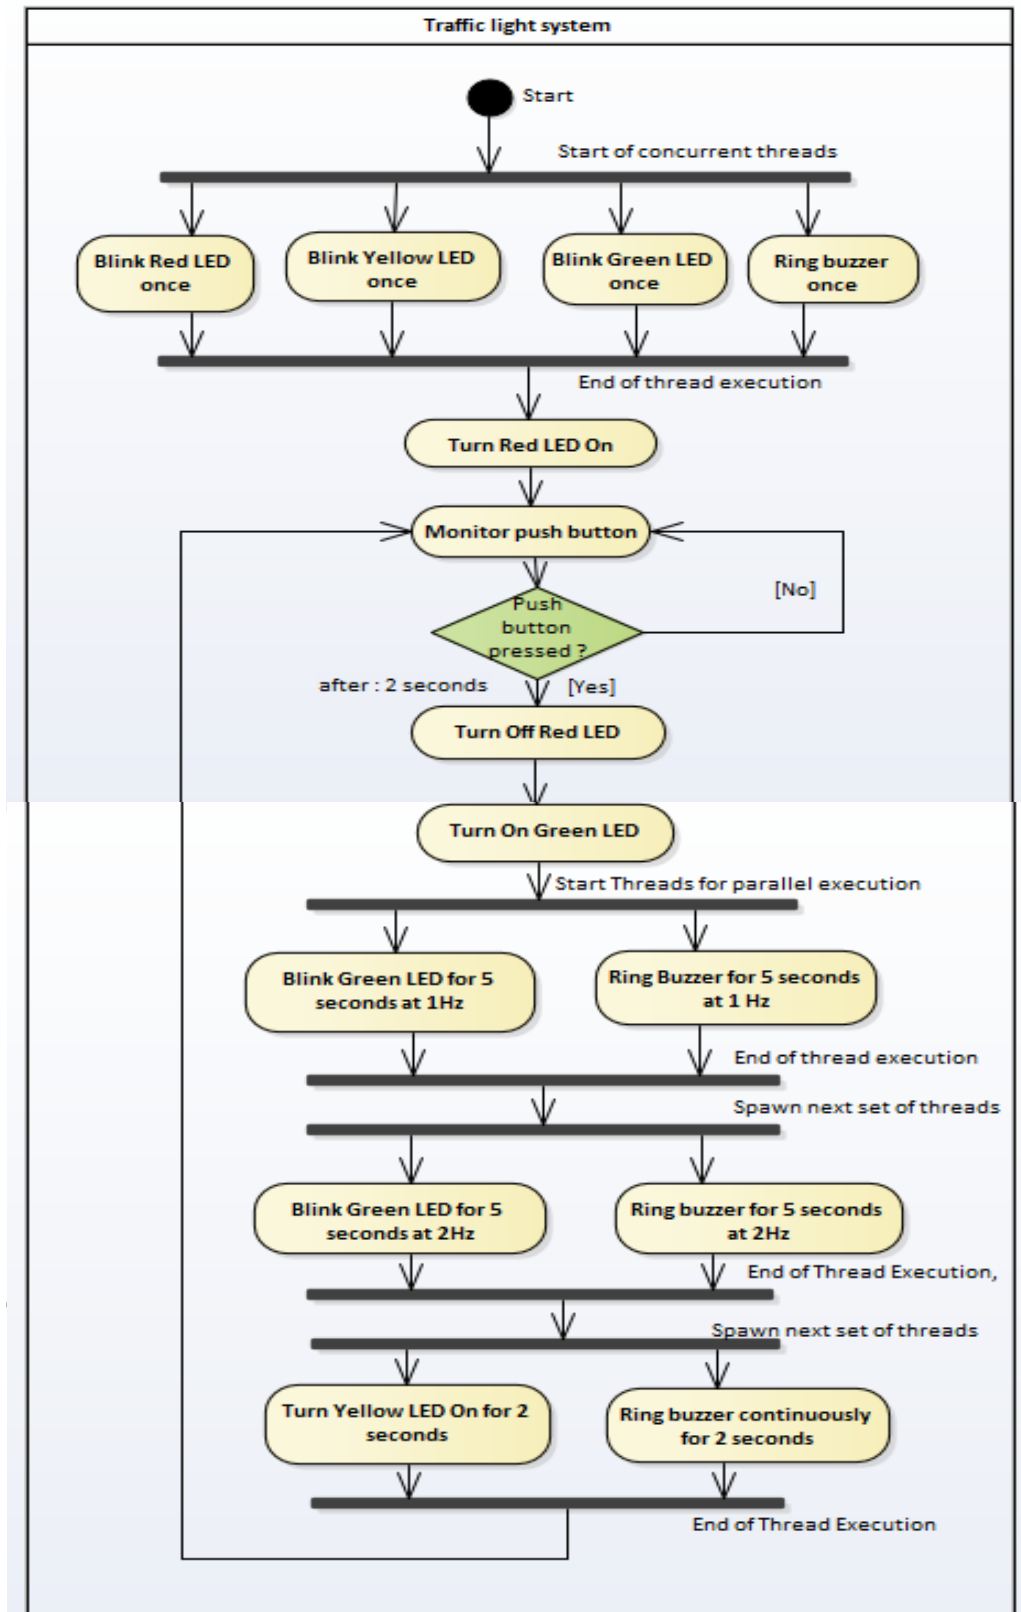 Traffic light system
Start
Start of concurrent threads
Blink Red LED
once
Blink Yellow LED
once
Blink Green LED
once
Ring buzzer
once
End of thread execution
Turn Red LED On
Monitor push button
[No]
Push
button
pressed ?
after : 2 seconds
[Yes]
Turn Off Red LED
Turn On Green LED
Start Threads for parallel execution
Blink Green LED for 5
seconds at 1Hz
Ring Buzzer for 5 seconds
at 1 Hz
End of thread execution
Spawn next set of threads
Blink Green LED for 5
seconds at 2Hz
Ring buzzer for 5 seconds
at 2Hz
End of Thread Execution,
Spawn next set of threads
Turn Yellow LED On for 2
seconds
Ring buzzer continuously
for 2 seconds
End of Thread Execution